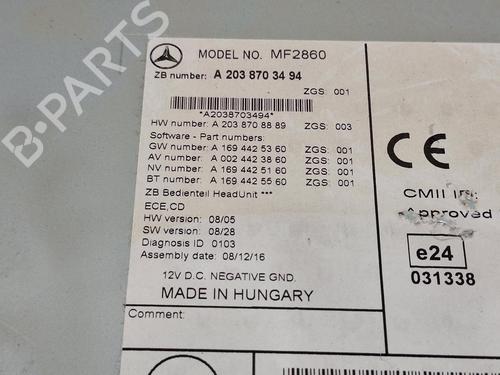 MODEL NO. MF2860
ZB number: A 203 870 34 94
ZGS: 001
*A2038703494*
HW number: A 203 870 88 89 ZGS: 003
Software - Part numbers:
GW number: A 169 442 53 60 ZGS: 001
AV number: A 002 442 38 60 ZGS: 001
NV number: A 169 442 51 60 ZGS: 001
BT number: A 169 442 55 60 ZGS: 001
ZB Bedienteil HeadUnit ***
ECE,CD
HW version: 08/05
SW version: 08/28
Diagnosis ID 0103
Assembly date: 08/12/16
12V D.C. NEGATIVE GND.
MADE IN HUNGARY
Comment:
CE
CMII
Approved
e24
031338
B PARTS